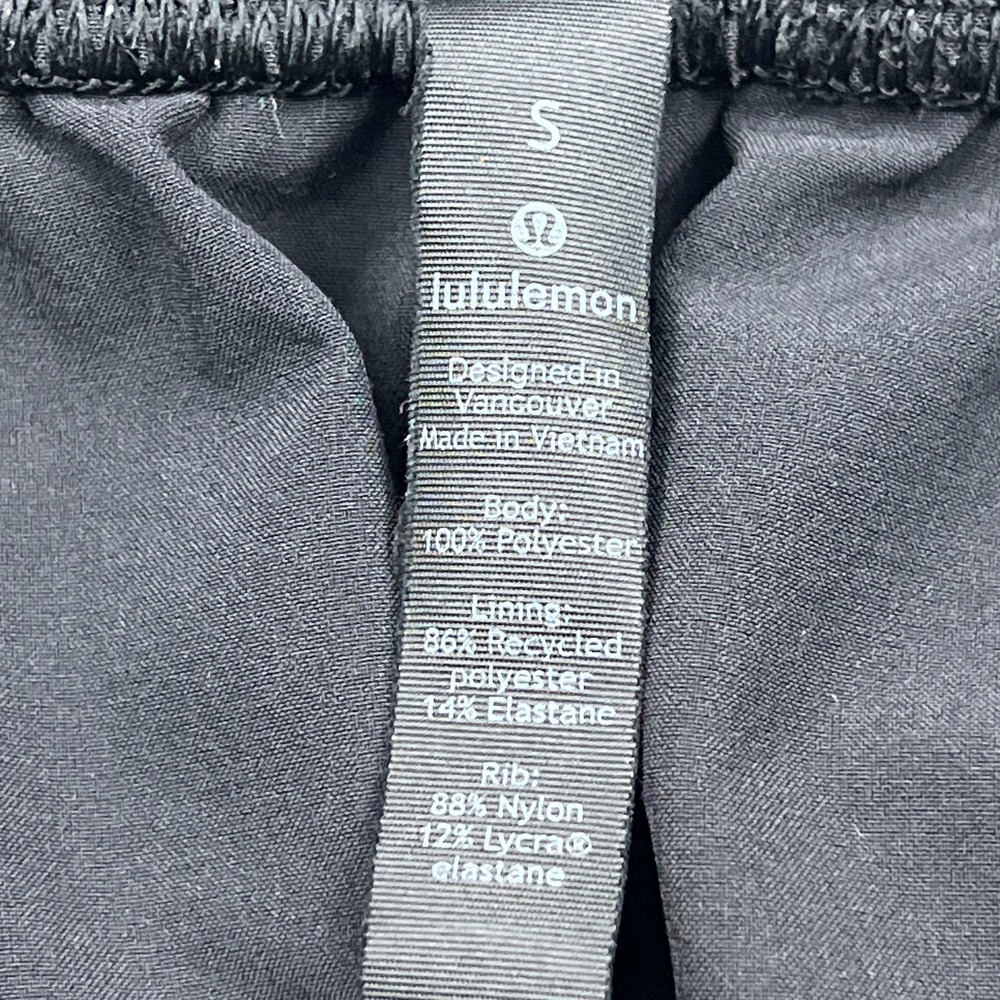 S
lululemon
Designed in
Vancouver
Made in Vietnam
Body:
100% Polyester
Lining:
86% Recycled
polyester
14% Elastane
Rib:
88% Nylon
12% Lycra®
elastane